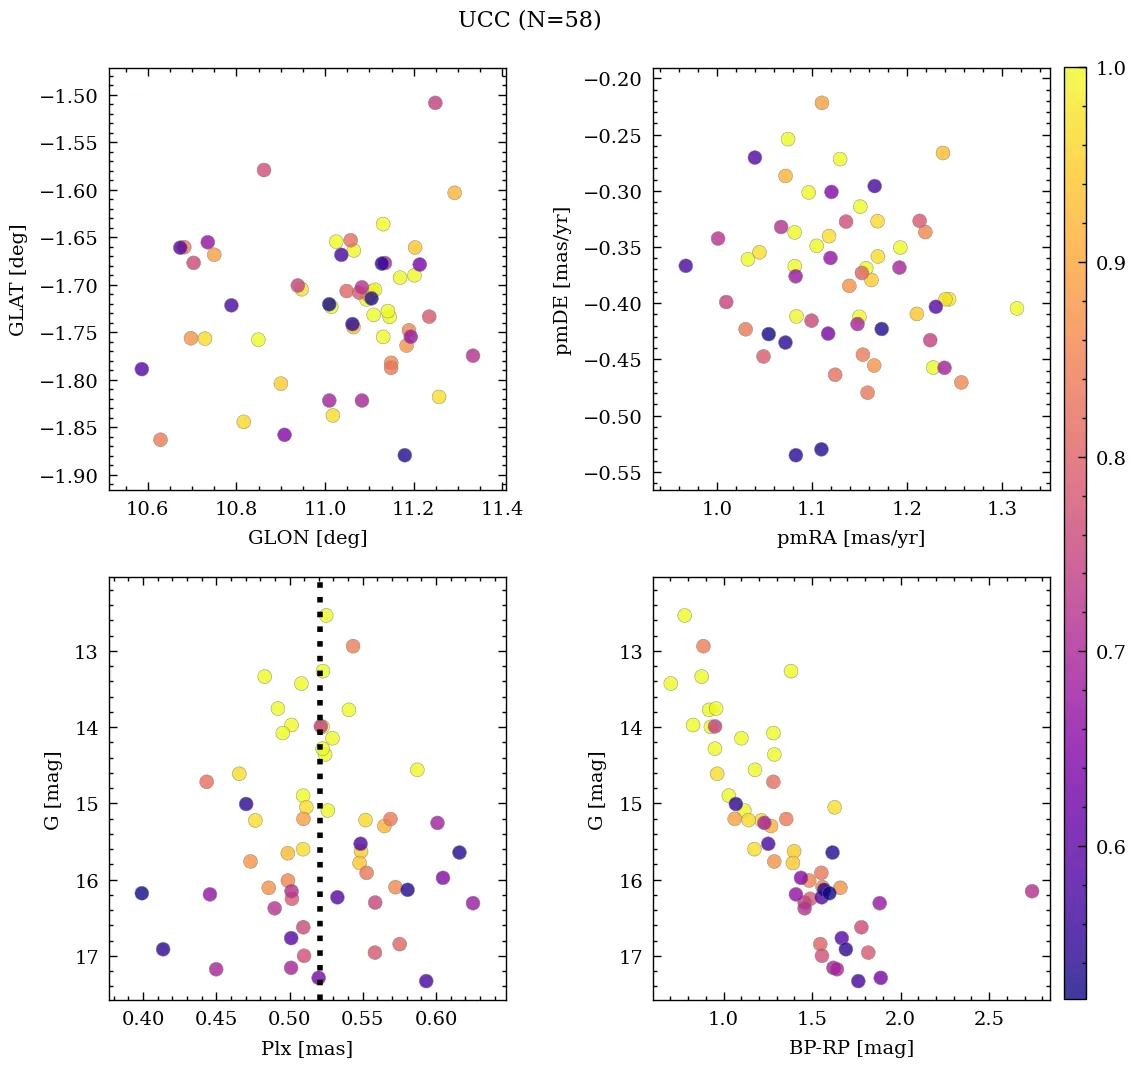 UCC (N=58)
−1.50
−1.55
−1.60
−1.65
−1.70
−1.75
−1.80
−1.85
−1.90
GLAT [deg]
10.6 10.8 11.0 11.2 11.4
GLON [deg]
−0.20
−0.25
−0.30
−0.35
−0.40
−0.45
−0.50
−0.55
pmDE [mas/yr]
1.0 1.1 1.2 1.3
pmRA [mas/yr]
13
14
15
16
17
G [mag]
0.40 0.45 0.50 0.55 0.60
Plx [mas]
13
14
15
16
17
G [mag]
1.0 1.5 2.0 2.5
BP-RP [mag]
1.0
0.9
0.8
0.7
0.6